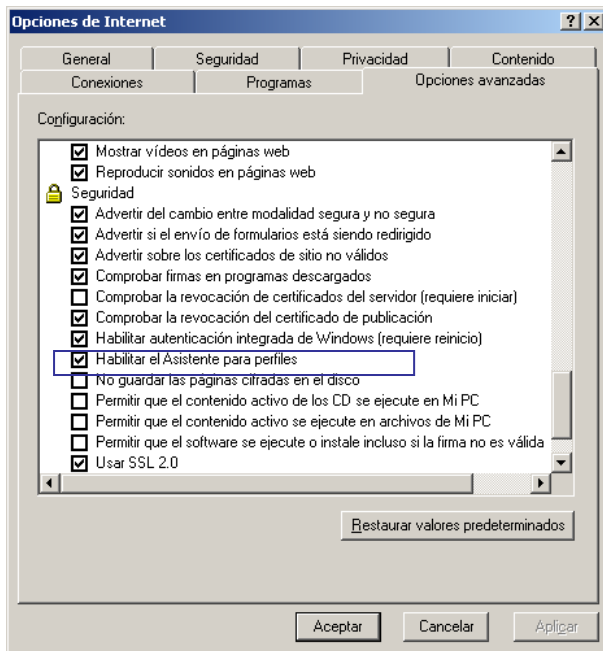 Opciones de Internet
General Seguridad Privacidad Contenido
Conexiones Programas Opciones avanzadas
Configuración:
Mostrar vídeos en páginas web
Reproducir sonidos en páginas web
Seguridad
Advertir del cambio entre modalidad segura y no segura
Advertir si el envío de formularios está siendo redirigido
Advertir sobre los certificados de sitio no válidos
Comprobar firmas en programas descargados
Comprobar la revocación de certificados del servidor (requiere iniciar)
Comprobar la revocación del certificado de publicación
Habilitar autenticación integrada de Windows (requiere reinicio)
Habilitar el Asistente para perfiles
No guardar las páginas cifradas en el disco
Permitir que el contenido activo de los CD se ejecute en Mi PC
Permitir que el contenido activo se ejecute en archivos de Mi PC
Permitir que el software se ejecute o instale incluso si la firma no es válida
Usar SSL 2.0
Restaurar valores predeterminados
Aceptar Cancelar Aplicar